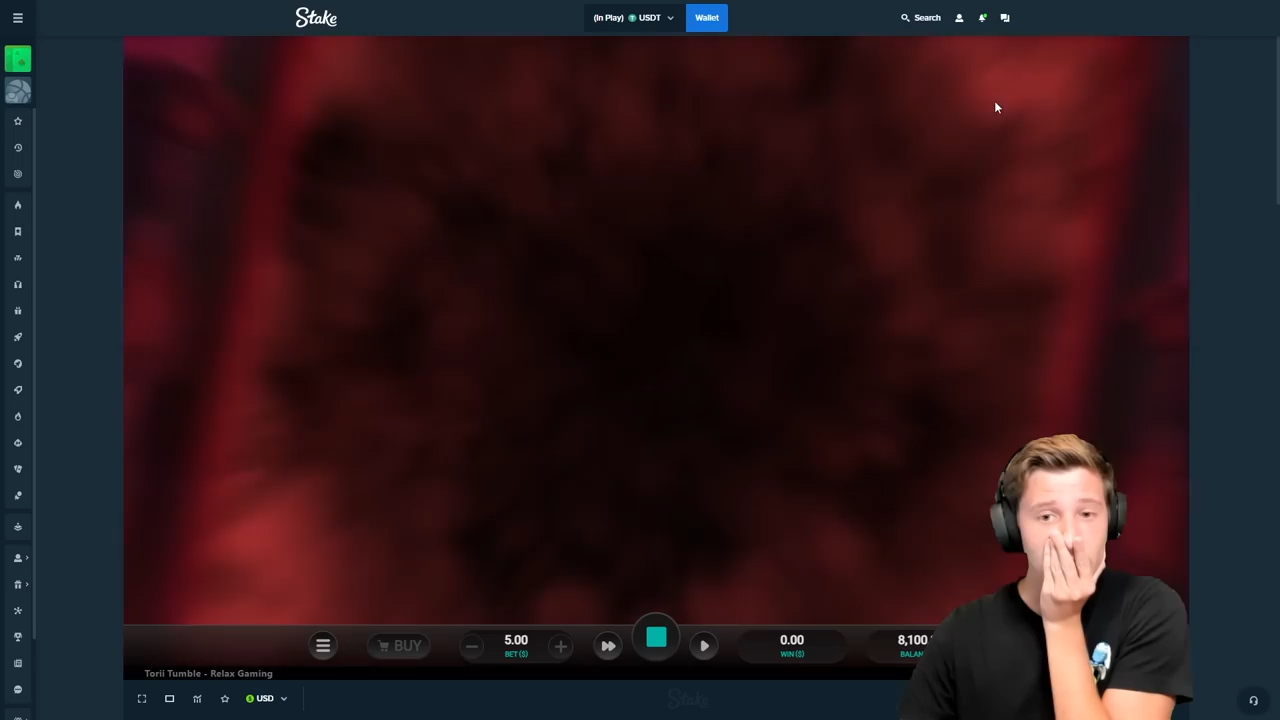 Stake
(In Play) USDT
Wallet
Search
BUY
5.00
BET ($)
0.00
WIN ($)
8,100
Torii Tumble - Relax Gaming
USD
Stake